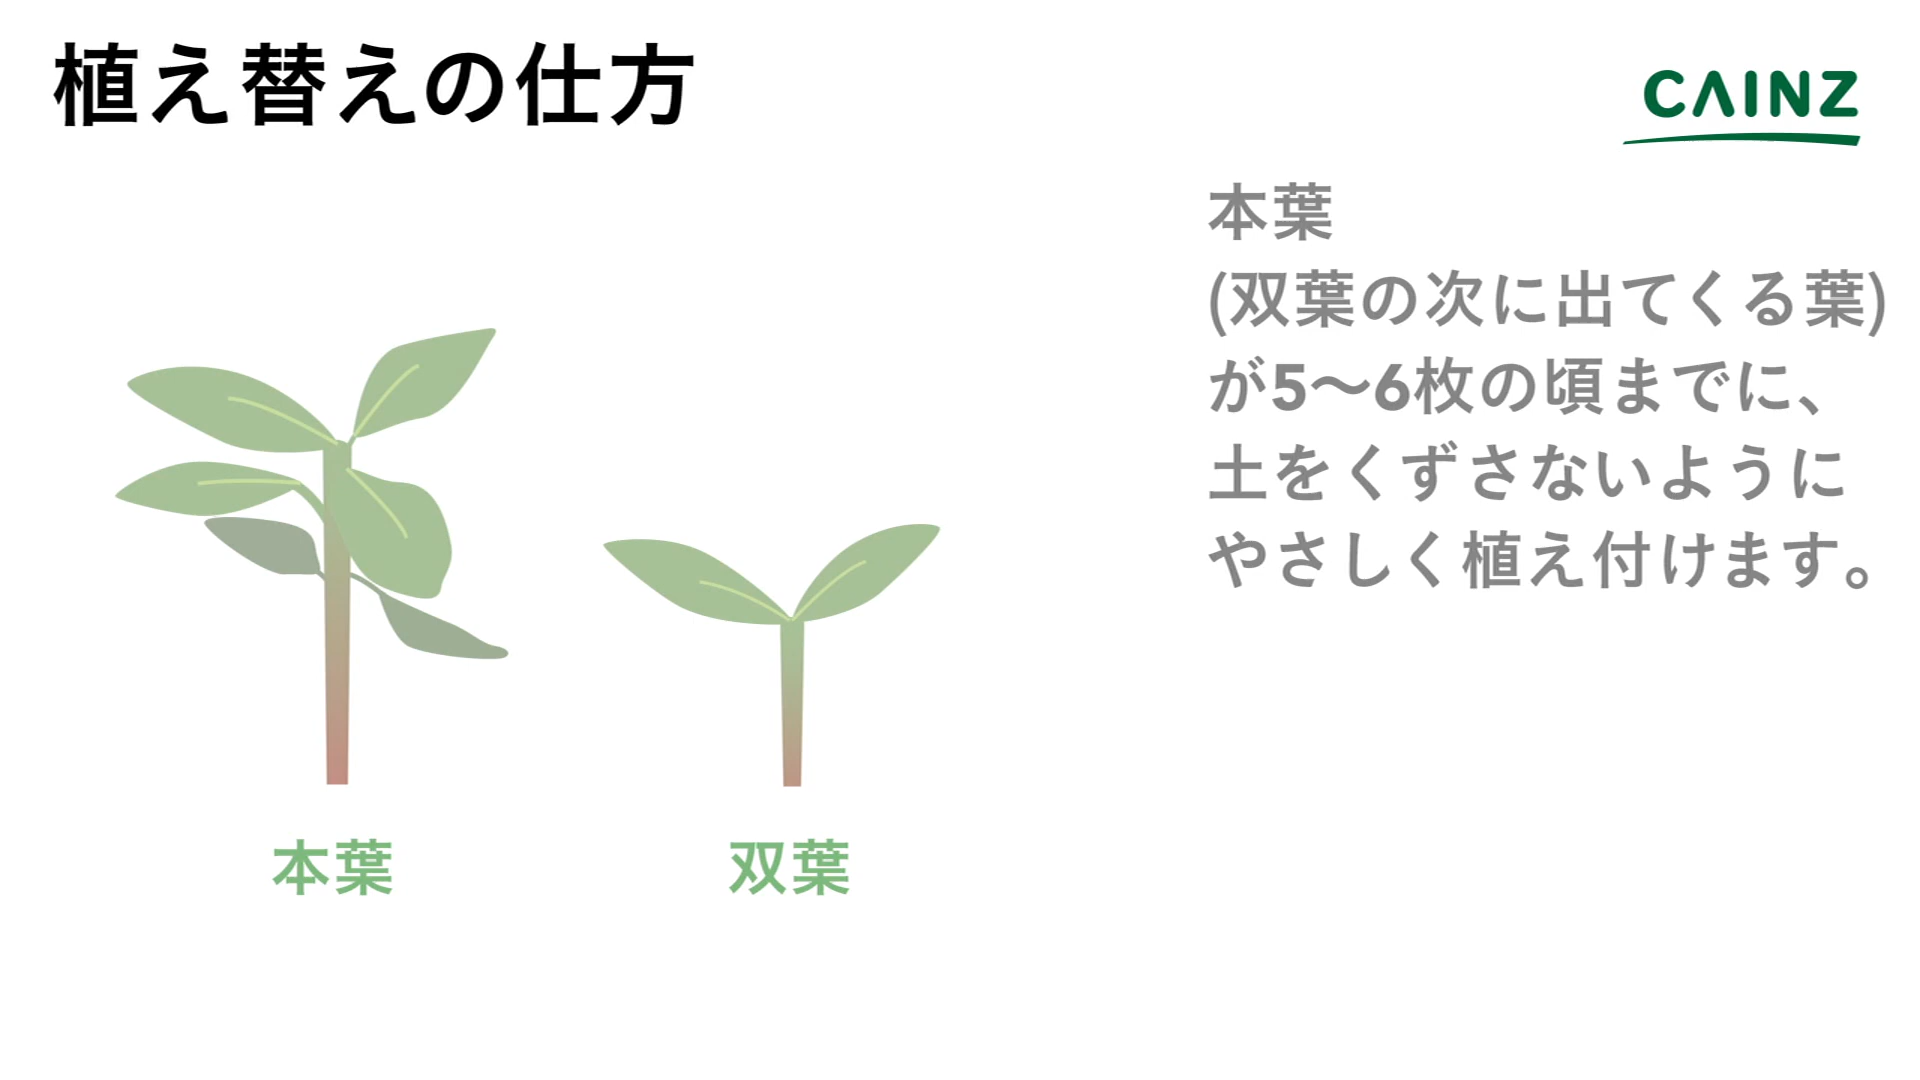 植え替えの仕方
CAINZ
本葉
(双葉の次に出てくる葉)
が5〜6枚の頃までに、
土をくずさないように
やさしく植え付けます。
本葉
双葉